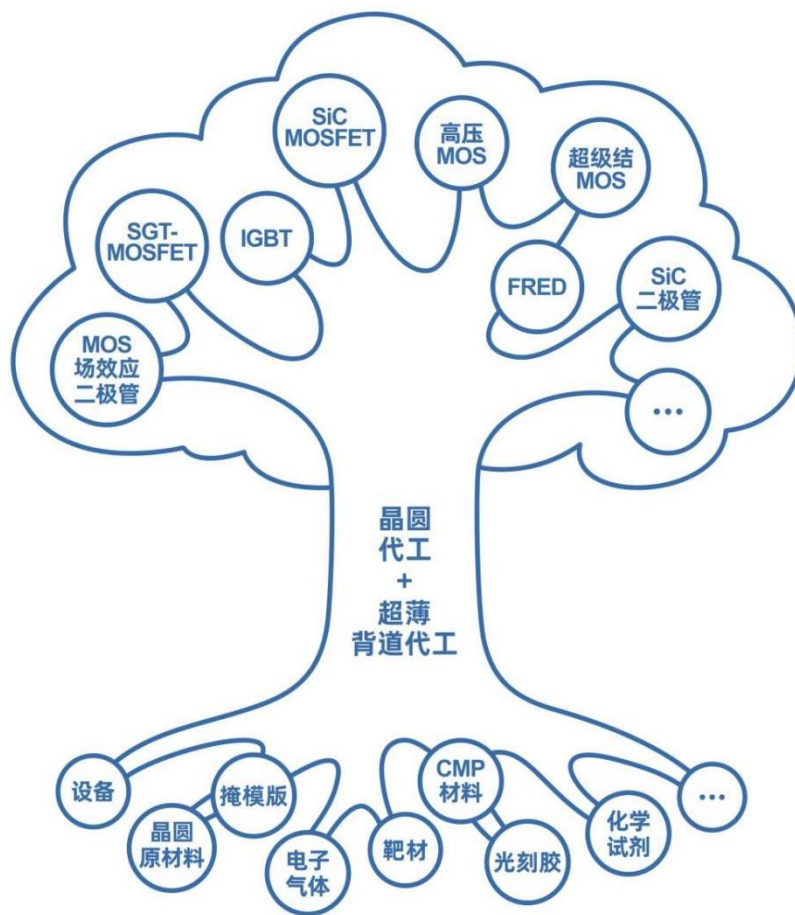 SiC
MOSFET
高压
MOS
超级结
MOS
SGT-
MOSFET
IGBT
FRED
SiC
二极管
MOS
场效应
二极管
...
晶圆
代工
+
超薄
背道代工
设备
掩模版
CMP
材料
...
晶圆
原材料
电子
气体
靶材
光刻胶
化学
试剂